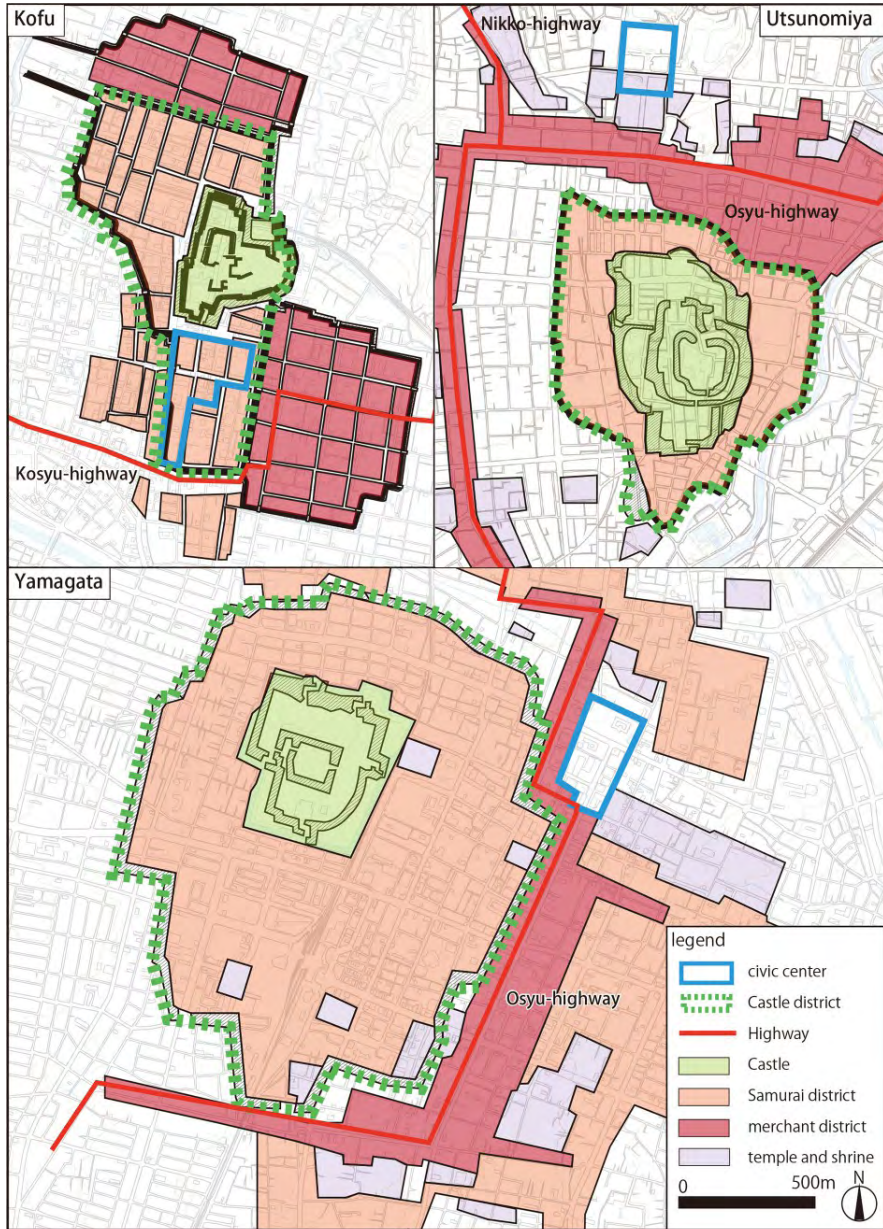 Kofu
Kosyu-highway
Nikko-highway
Utsunomiya
Osyu-highway
Yamagata
Osyu-highway
legend
civic center
Castle district
Highway
Castle
Samurai district
merchant district
temple and shrine
0 500m
N